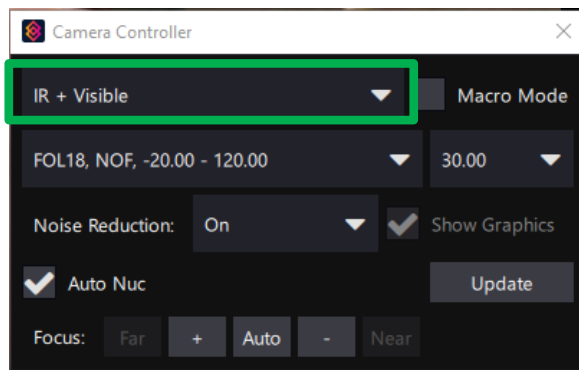 Camera Controller
IR + Visible
Macro Mode
FOL18, NOF, -20.00 - 120.00
30.00
Noise Reduction:
On
Show Graphics
Auto Nuc
Update
Focus:
Far
+
Auto
-
Near